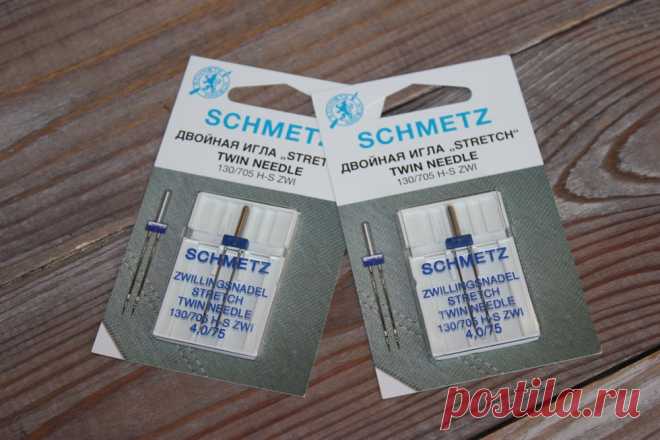 SCHMETZ
ДВОЙНАЯ ИГЛА „STRETCH
TWIN NEEDLE
130/705 H-S ZWI
SCHMETZ
ZWILLINGSNADEL
STRETCH
TWIN NEEDLE
130/705 H-S ZWI
4,0/75
SCHMETZ
ДВОЙНАЯ ИГЛА „STRETCH"
TWIN NEEDLE
130/705 H-S ZWI
SCHMETZ
ZWILLINGSNADEL
STRETCH
TWIN NEEDLE
130/705 H-S ZWI
4,0/75
postila.ru